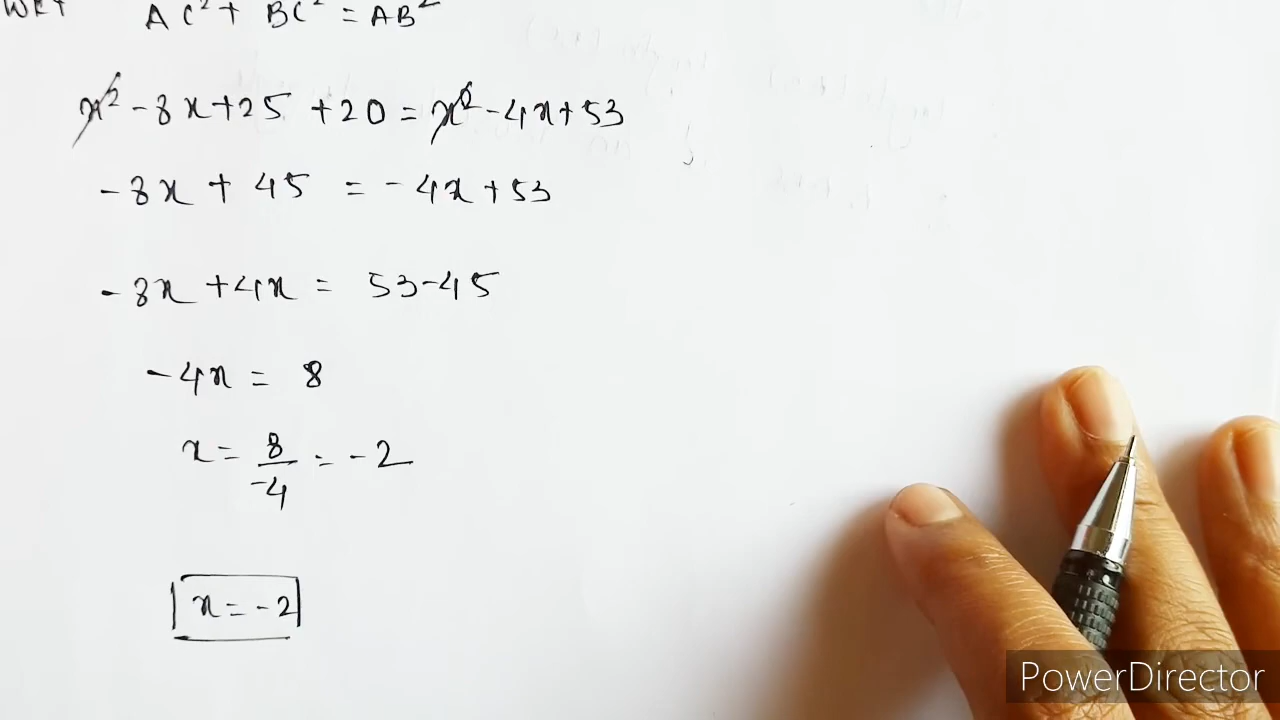 WKT AC² + BC² = AB²
x² - 8x + 25 + 20 = x² - 4x + 53
-8x + 45 = -4x + 53
-8x + 4x = 53 - 45
-4x = 8
x = 8/-4 = -2
x = -2
PowerDirector